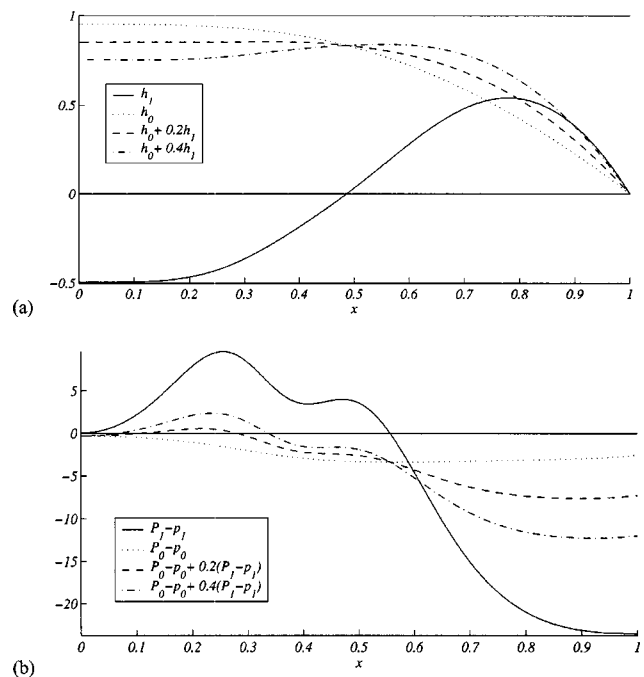 1
0.5
0
−0.5
h₁
h₀
h₀+ 0.2h₁
h₀+ 0.4h₁
0 0.1 0.2 0.3 0.4 0.5 0.6 0.7 0.8 0.9 1
x
(a)
5
0
−5
−10
−15
−20
P₁−p₁
P₀−p₀
P₀−p₀+ 0.2(P₁−p₁)
P₀−p₀+ 0.4(P₁−p₁)
0 0.1 0.2 0.3 0.4 0.5 0.6 0.7 0.8 0.9 1
x
(b)